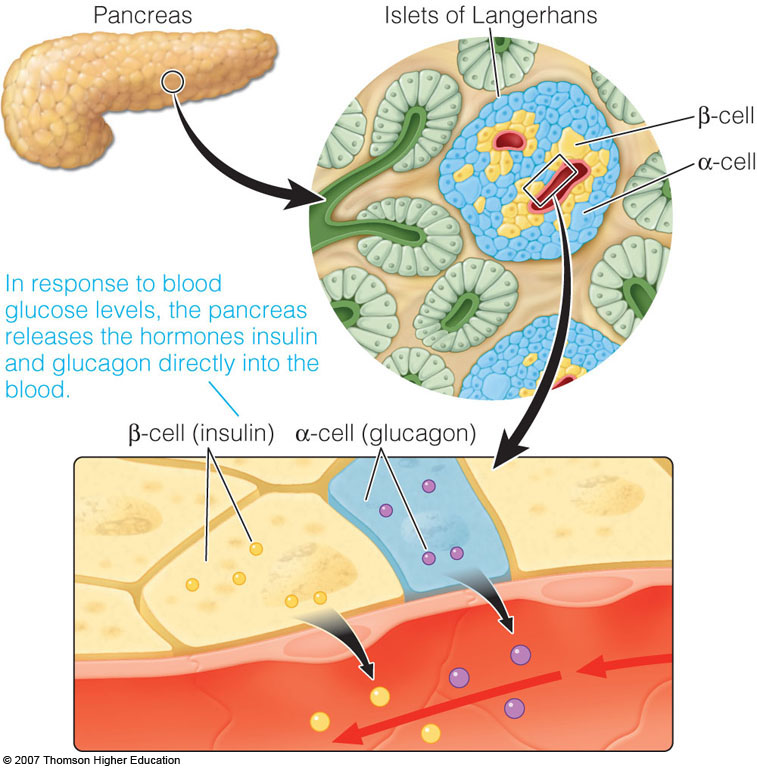 Pancreas
Islets of Langerhans
β-cell
α-cell
In response to blood
glucose levels, the pancreas
releases the hormones insulin
and glucagon directly into the
blood.
β-cell (insulin)
α-cell (glucagon)
© 2007 Thomson Higher Education